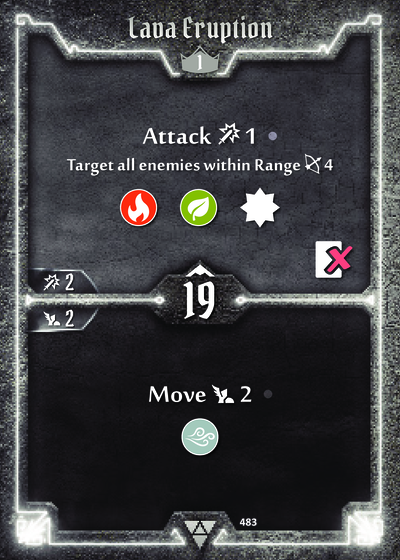 Lava Eruption
1
Attack 1
Target all enemies within Range 4
2
19
2
Move 2
483